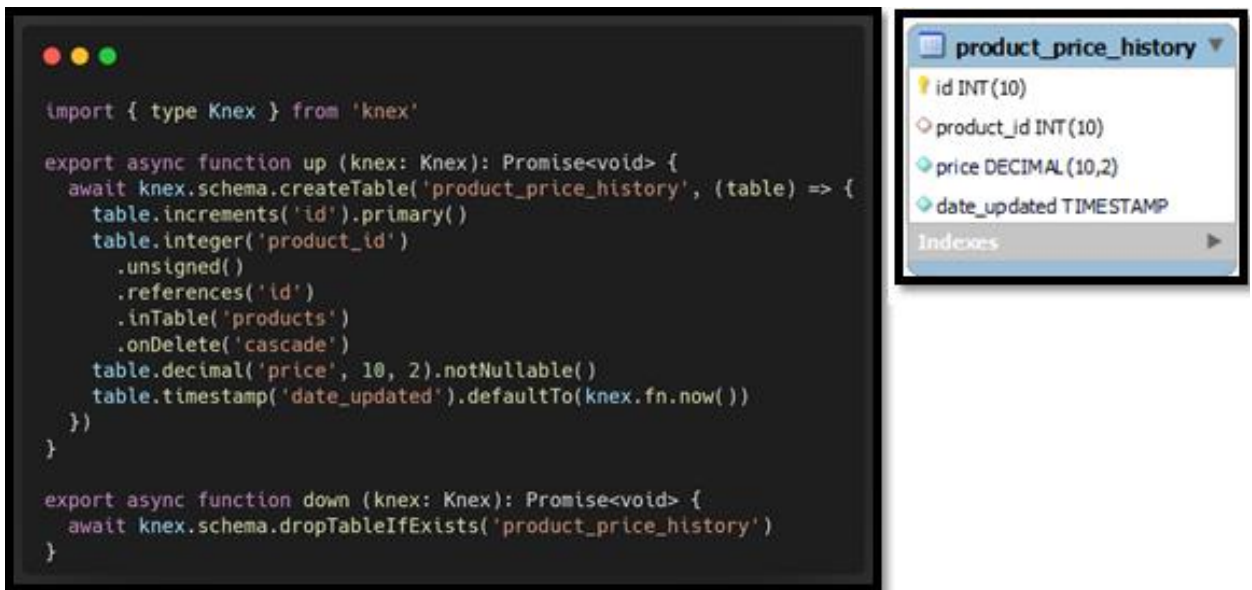 import { type Knex } from 'knex'
export async function up (knex: Knex): Promise<void> {
  await knex.schema.createTable('product_price_history', (table) => {
    table.increments('id').primary()
    table.integer('product_id')
      .unsigned()
      .references('id')
      .inTable('products')
      .onDelete('cascade')
    table.decimal('price', 10, 2).notNullable()
    table.timestamp('date_updated').defaultTo(knex.fn.now())
  })
}
export async function down (knex: Knex): Promise<void> {
  await knex.schema.dropTableIfExists('product_price_history')
}
product_price_history
id INT(10)
product_id INT(10)
price DECIMAL(10,2)
date_updated TIMESTAMP
Indexes